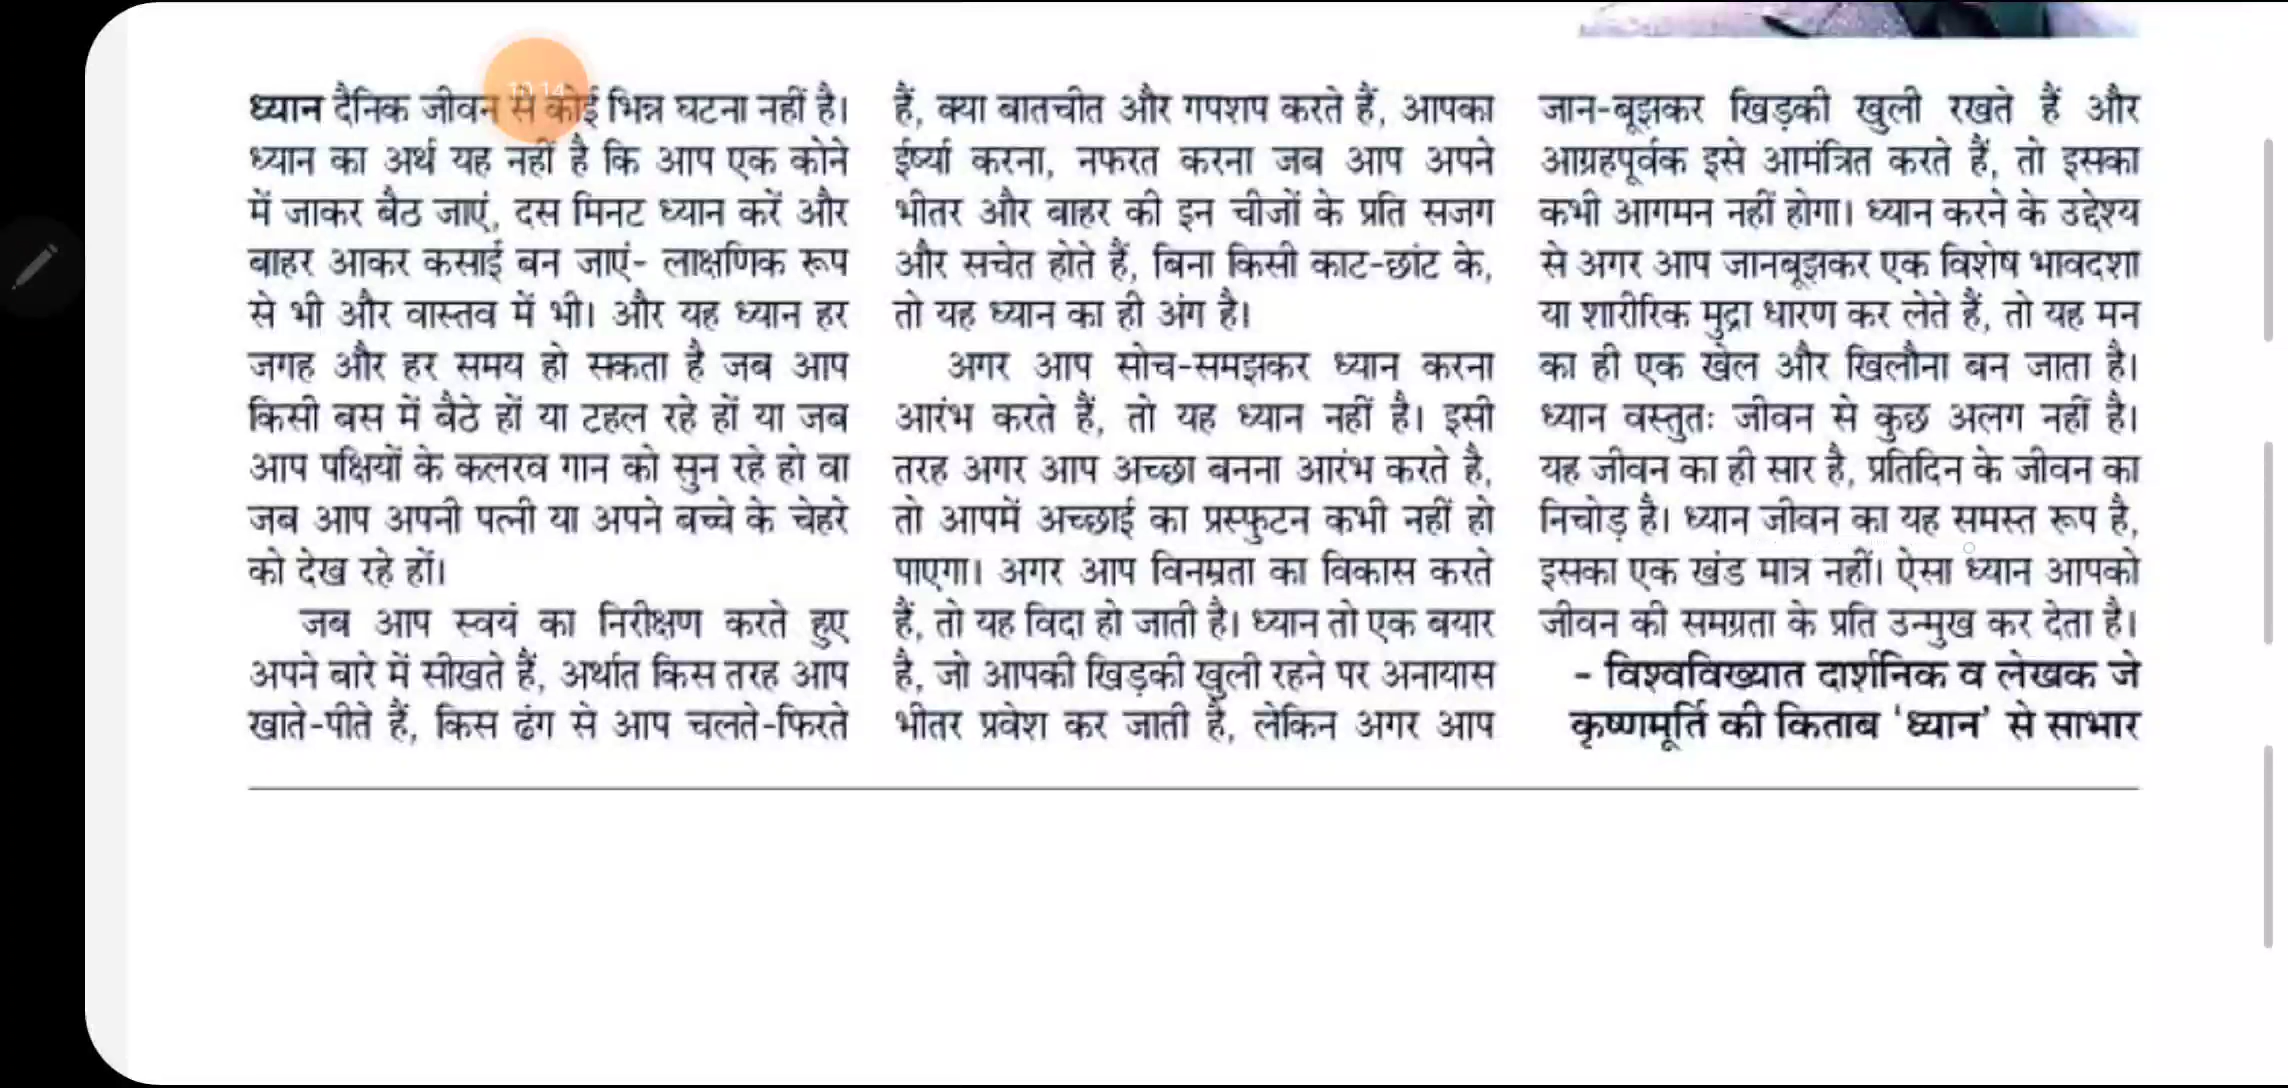 ध्यान दैनिक जीवन से कोई भिन्न घटना नहीं है।
ध्यान का अर्थ यह नहीं है कि आप एक कोने
में जाकर बैठ जाएं, दस मिनट ध्यान करें और
बाहर आकर कसाई बन जाएं- लाक्षणिक रूप
से भी और वास्तव में भी। और यह ध्यान हर
जगह और हर समय हो सकता है जब आप
किसी बस में बैठे हों या टहल रहे हों या जब
आप पक्षियों के कलरव गान को सुन रहे हो वा
जब आप अपनी पत्नी या अपने बच्चे के चेहरे
को देख रहे हों।
जब आप स्वयं का निरीक्षण करते हुए
अपने बारे में सीखते हैं, अर्थात किस तरह आप
खाते-पीते हैं, किस ढंग से आप चलते-फिरते
हैं, क्या बातचीत और गपशप करते हैं, आपका
ईर्ष्या करना, नफरत करना जब आप अपने
भीतर और बाहर की इन चीजों के प्रति सजग
और सचेत होते हैं, बिना किसी काट-छांट के,
तो यह ध्यान का ही अंग है।
अगर आप सोच-समझकर ध्यान करना
आरंभ करते हैं, तो यह ध्यान नहीं है। इसी
तरह अगर आप अच्छा बनना आरंभ करते है,
तो आपमें अच्छाई का प्रस्फुटन कभी नहीं हो
पाएगा। अगर आप विनम्रता का विकास करते
हैं, तो यह विदा हो जाती है। ध्यान तो एक बयार
है, जो आपकी खिड़की खुली रहने पर अनायास
भीतर प्रवेश कर जाती है, लेकिन अगर आप
जान-बूझकर खिड़की खुली रखते हैं और
आग्रहपूर्वक इसे आमंत्रित करते हैं, तो इसका
कभी आगमन नहीं होगा। ध्यान करने के उद्देश्य
से अगर आप जानबूझकर एक विशेष भावदशा
या शारीरिक मुद्रा धारण कर लेते हैं, तो यह मन
का ही एक खेल और खिलौना बन जाता है।
ध्यान वस्तुतः जीवन से कुछ अलग नहीं है।
यह जीवन का ही सार है, प्रतिदिन के जीवन का
निचोड़ है। ध्यान जीवन का यह समस्त रूप है,
इसका एक खंड मात्र नहीं। ऐसा ध्यान आपको
जीवन की समग्रता के प्रति उन्मुख कर देता है।
- विश्वविख्यात दार्शनिक व लेखक जे
कृष्णमूर्ति की किताब 'ध्यान' से साभार